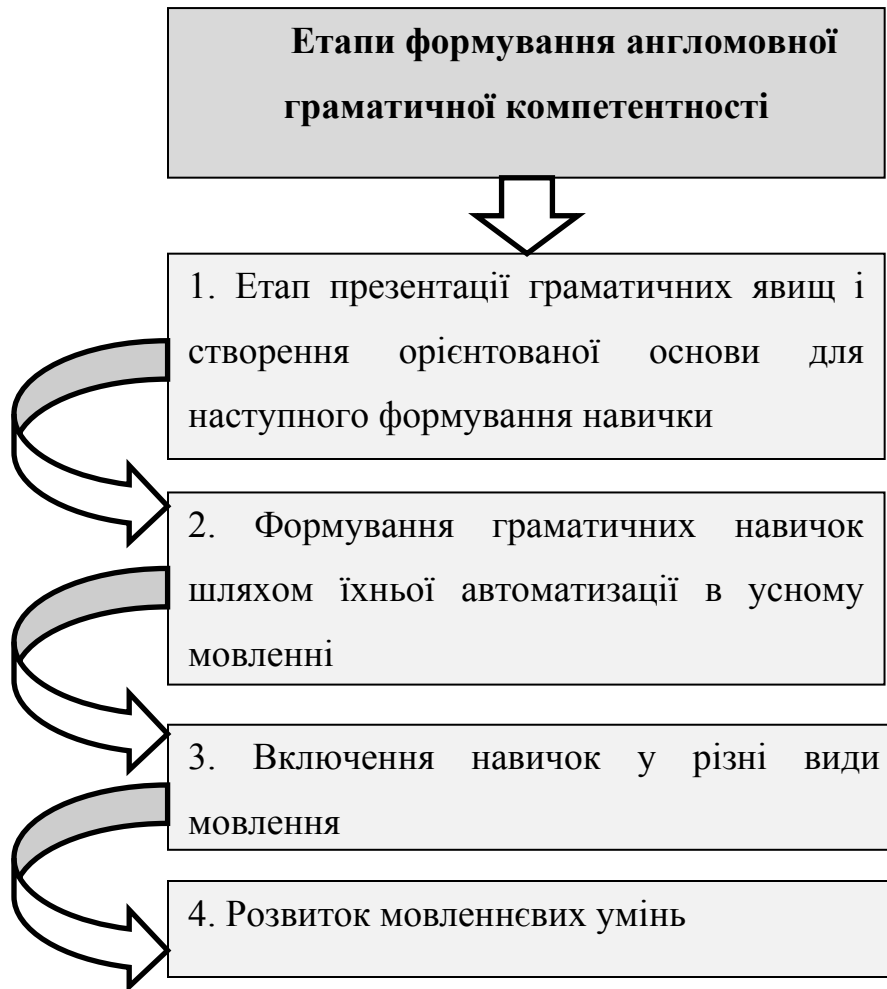 Етапи формування англомовної
граматичної компетентності
1. Етап презентації граматичних явищ і
створення орієнтованої основи для
наступного формування навички
2. Формування граматичних навичок
шляхом їхньої автоматизації в усному
мовленні
3. Включення навичок у різні види
мовлення
4. Розвиток мовленнєвих умінь